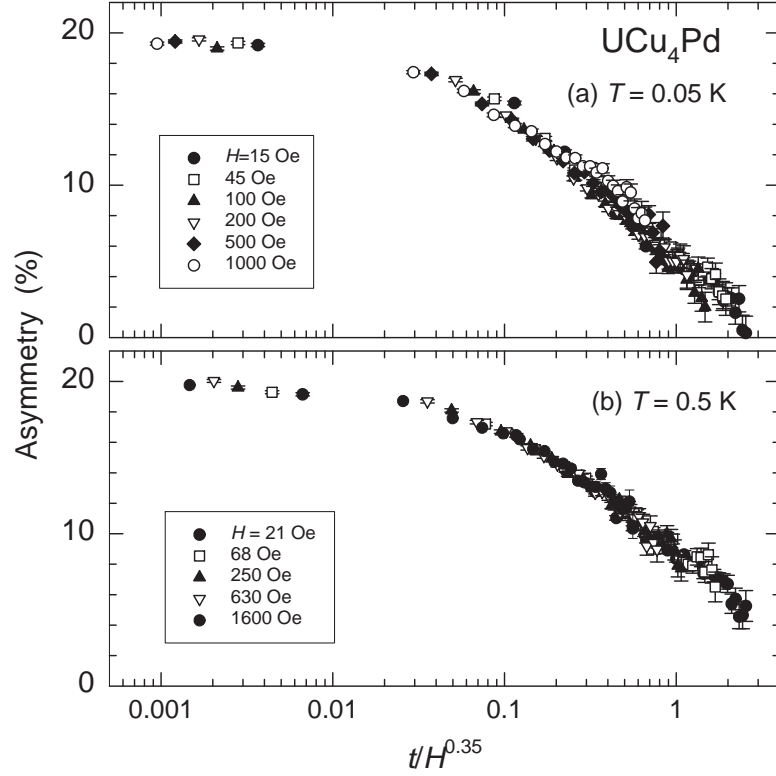 UCu₄Pd
(a) T = 0.05 K
20
10
0
H=15 Oe
45 Oe
100 Oe
200 Oe
500 Oe
1000 Oe
Asymmetry (%)
(b) T = 0.5 K
20
10
0
H = 21 Oe
68 Oe
250 Oe
630 Oe
1600 Oe
0.001 0.01 0.1 1
t/H^0.35